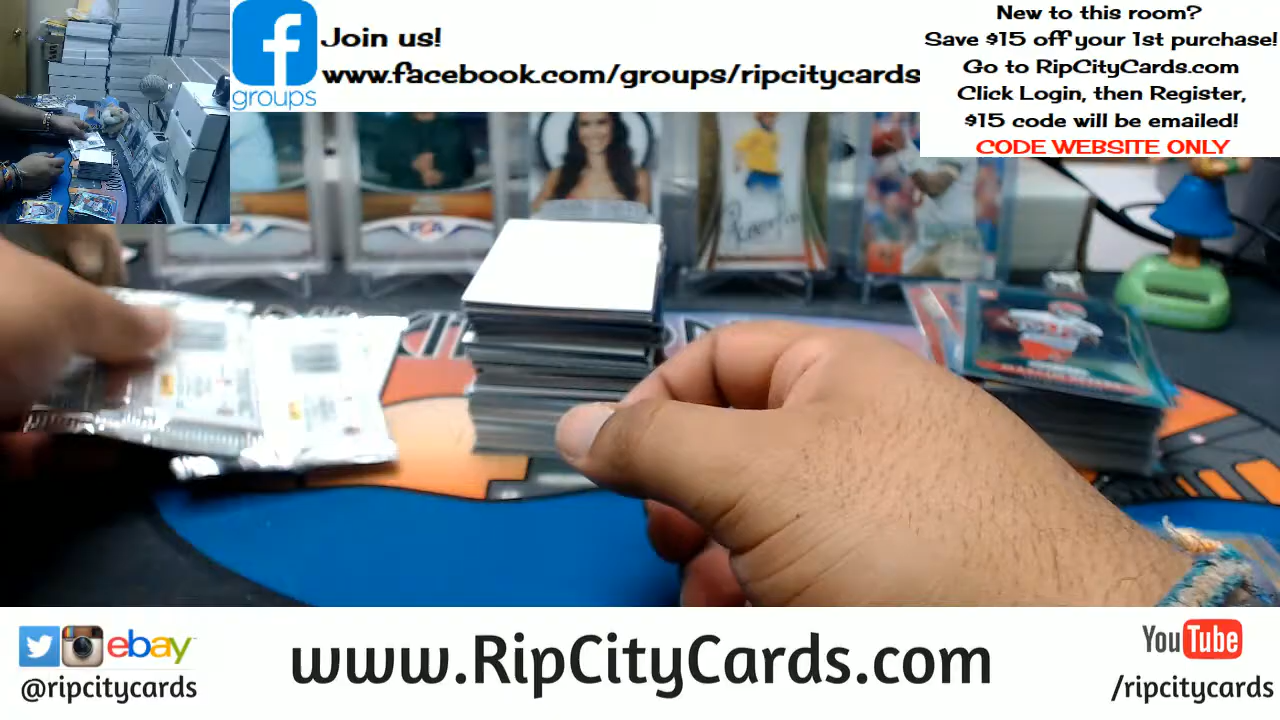 Join us!
www.facebook.com/groups/ripcitycards
groups
New to this room?
Save $15 off your 1st purchase!
Go to RipCityCards.com
Click Login, then Register,
$15 code will be emailed!
CODE WEBSITE ONLY
PSA
ebay
@ripcitycards
www.RipCityCards.com
YouTube
/ripcitycards